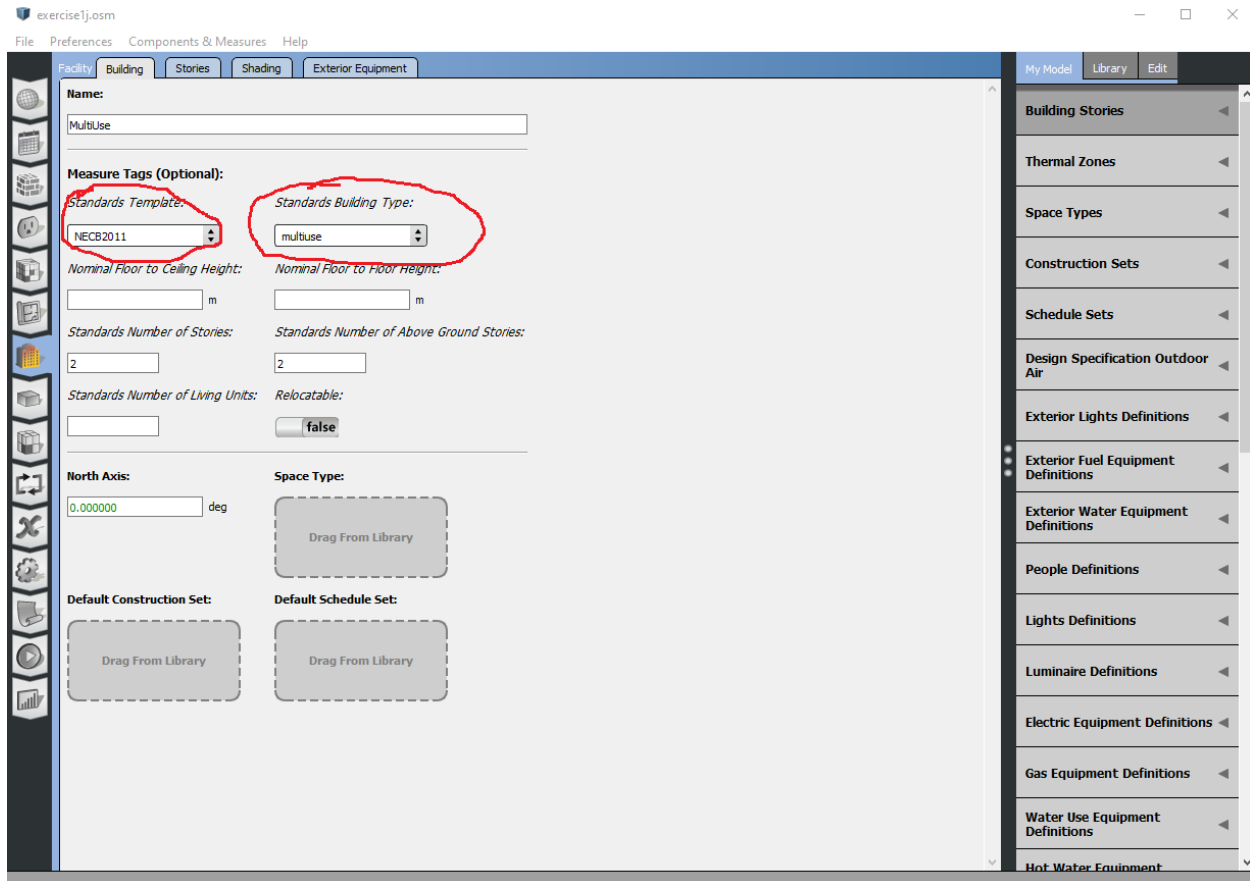 exercise1j.osm
File Preferences Components & Measures Help
Facility Building Stories Shading Exterior Equipment
My Model Library Edit
Name:
MultiUse
Measure Tags (Optional):
Standards Template: Standards Building Type:
NECB2011 multiuse
Nominal Floor to Ceiling Height: Nominal Floor to Floor Height:
m m
Standards Number of Stories: Standards Number of Above Ground Stories:
2 2
Standards Number of Living Units: Relocatable:
false
North Axis: Space Type:
0.000000 deg
Drag From Library
Default Construction Set: Default Schedule Set:
Drag From Library Drag From Library
Building Stories
Thermal Zones
Space Types
Construction Sets
Schedule Sets
Design Specification Outdoor
Air
Exterior Lights Definitions
Exterior Fuel Equipment
Definitions
Exterior Water Equipment
Definitions
People Definitions
Lights Definitions
Luminaire Definitions
Electric Equipment Definitions
Gas Equipment Definitions
Water Use Equipment
Definitions
Hot Water Equipment